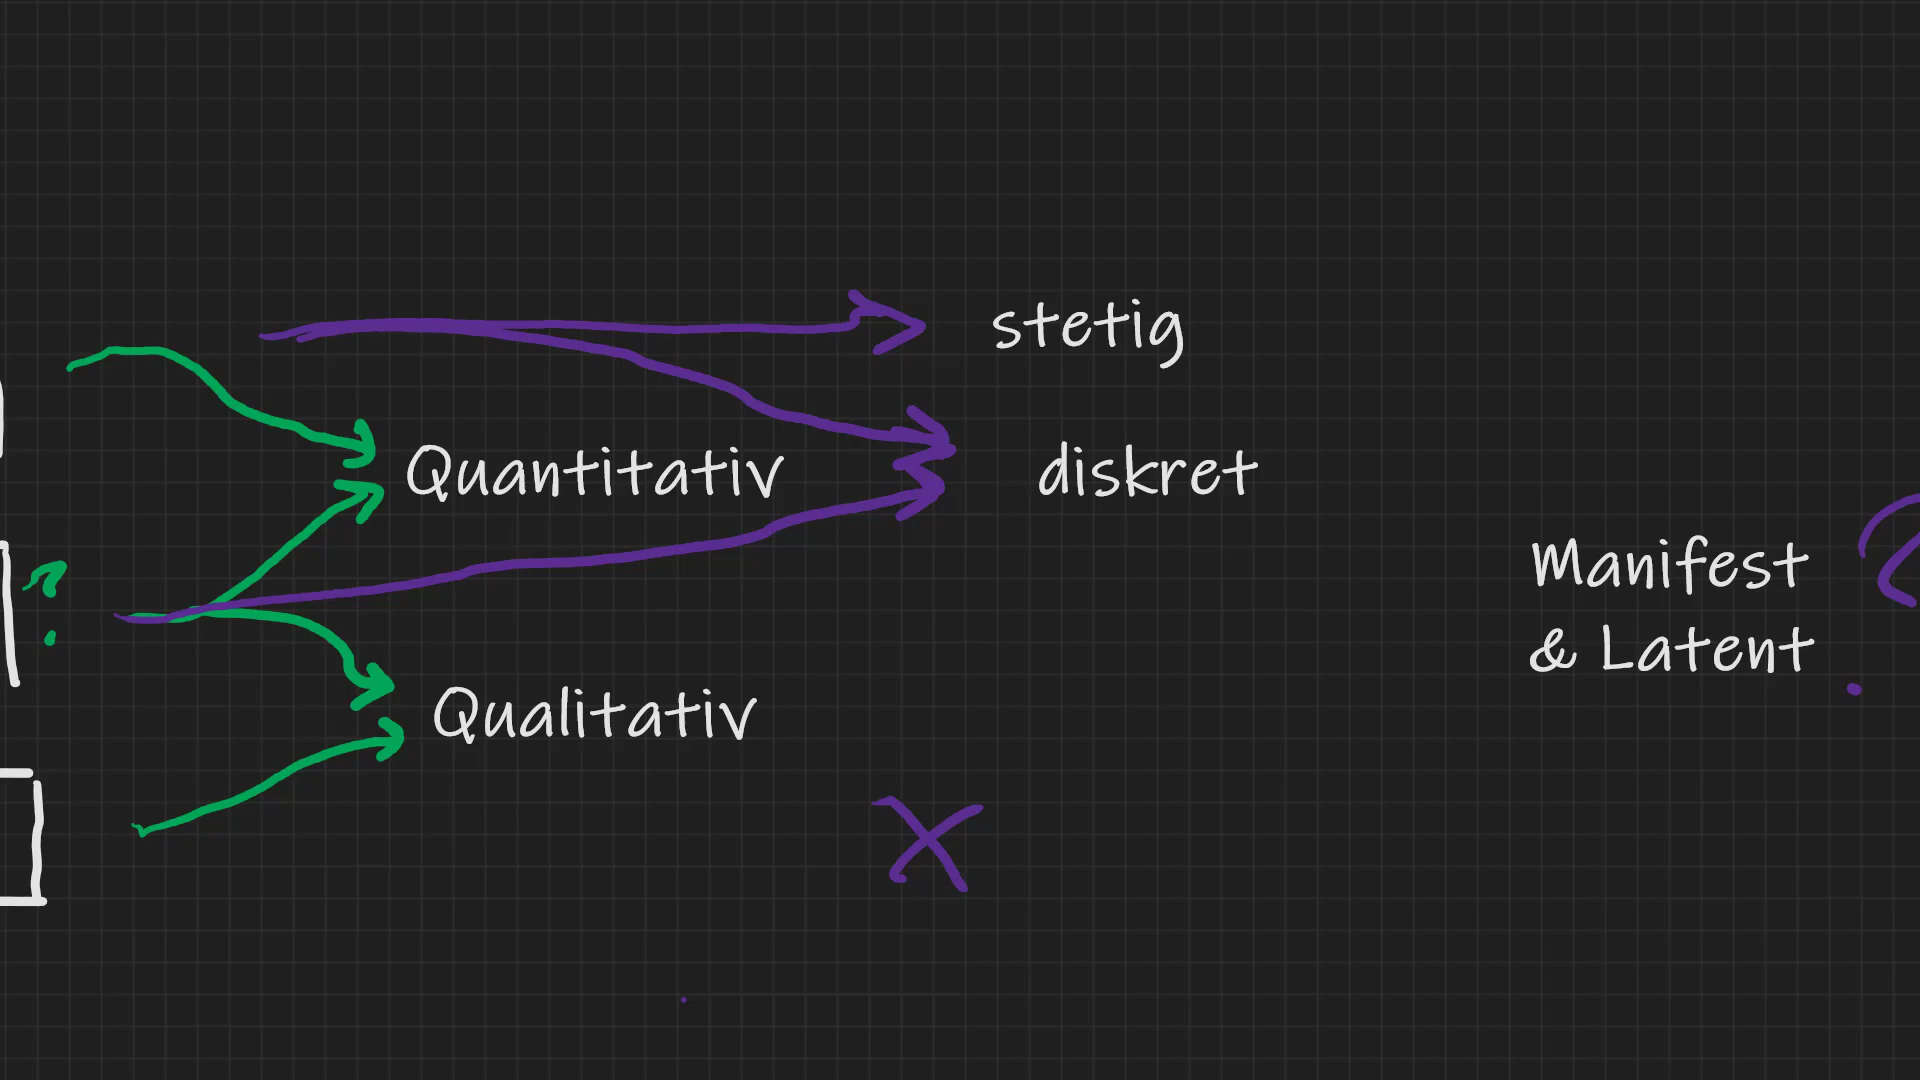 stetig
Quantitativ
diskret
Manifest
& Latent
?
Qualitativ
X